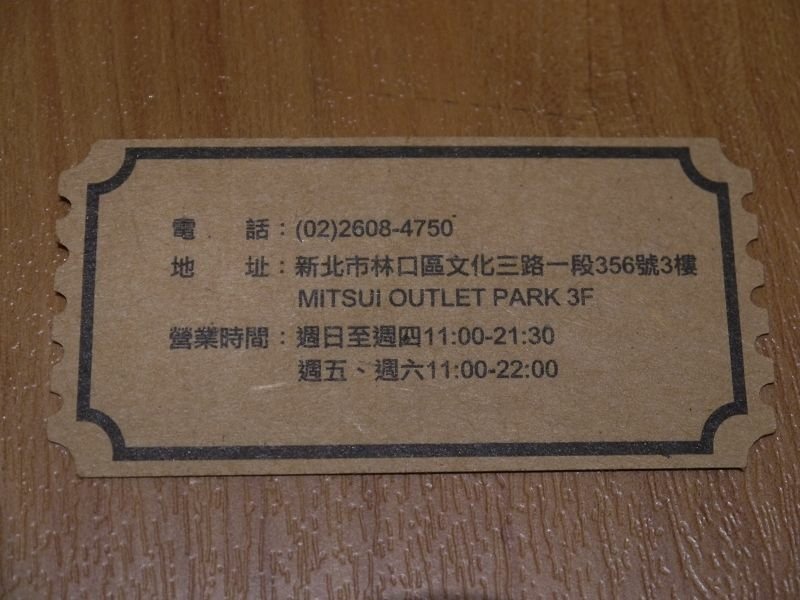 電　　話：(02)2608-4750
地　　址：新北市林口區文化三路一段356號3樓
MITSUI OUTLET PARK 3F
營業時間：週日至週四11:00-21:30
週五、週六11:00-22:00